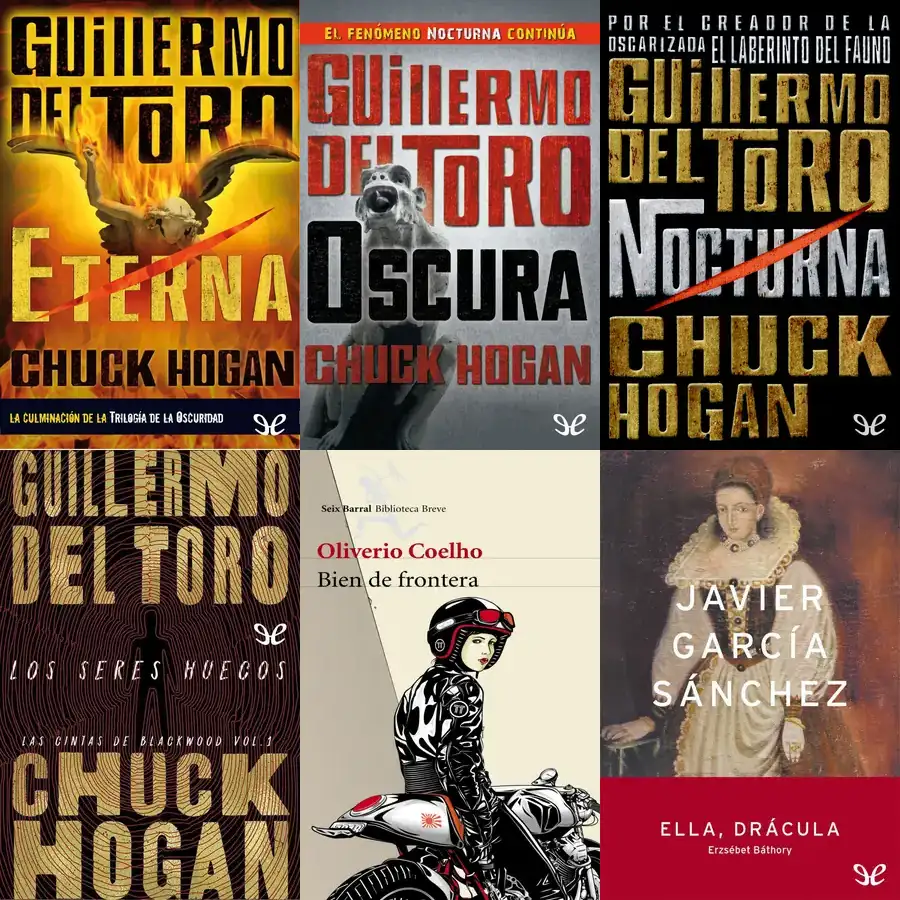 GUILLERMO
DEL TORO
ETERNA
CHUCK HOGAN
LA CULMINACIÓN DE LA TRILOGÍA DE LA OSCURIDAD
EL FENÓMENO NOCTURNA CONTINÚA
GUILLERMO
DEL TORO
OSCURA
CHUCK HOGAN
POR EL CREADOR DE LA
OSCARIZADA EL LABERINTO DEL FAUNO
GUILLERMO
DEL TORO
NOCTURNA
CHUCK
HOGAN
GUILLERMO
DEL TORO
LOS SERES HUECOS
LAS CINTAS DE BLACKWOOD VOL.1
CHUCK
HOGAN
Seix Barral Biblioteca Breve
Oliverio Coelho
Bien de frontera
JAVIER
GARCÍA
SÁNCHEZ
ELLA, DRÁCULA
Erzsébet Báthory